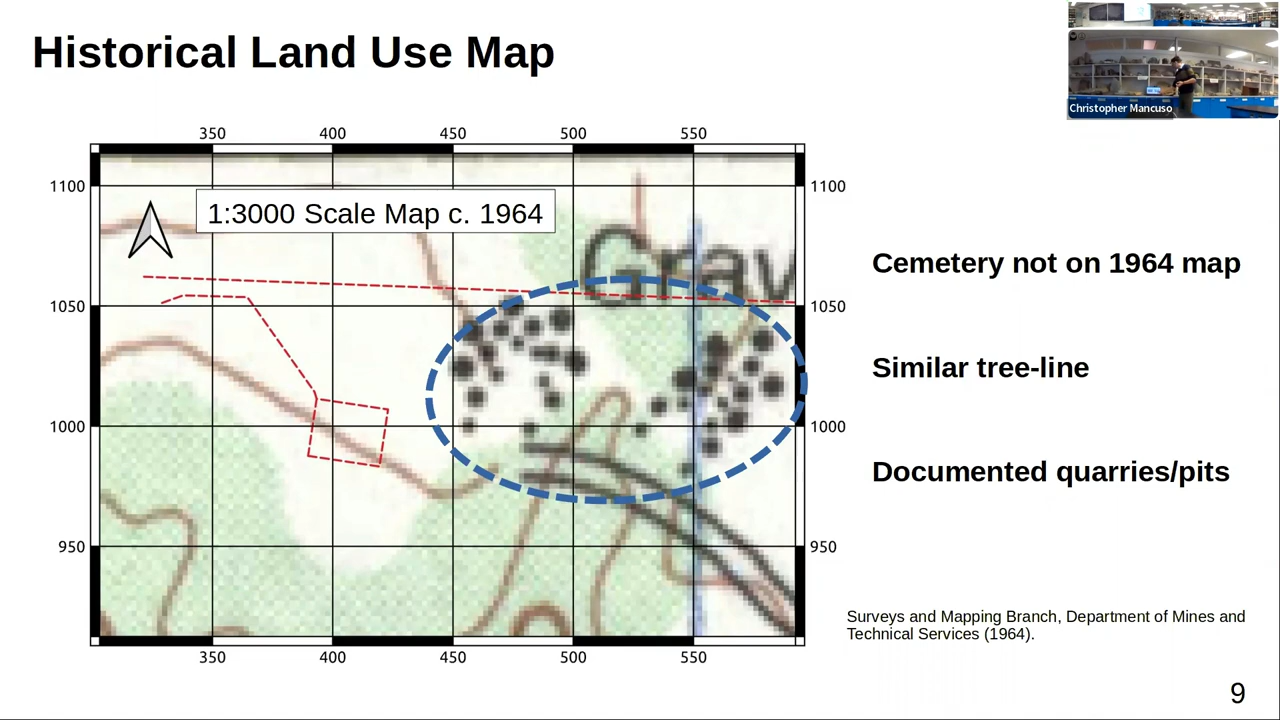 Historical Land Use Map
Christopher Mancuso
350 400 450 500 550
1100 1100
1:3000 Scale Map c. 1964
Grav
Cemetery not on 1964 map
1050 1050
Similar tree-line
1000 1000
Documented quarries/pits
950 950
Surveys and Mapping Branch, Department of Mines and
Technical Services (1964).
350 400 450 500 550
9